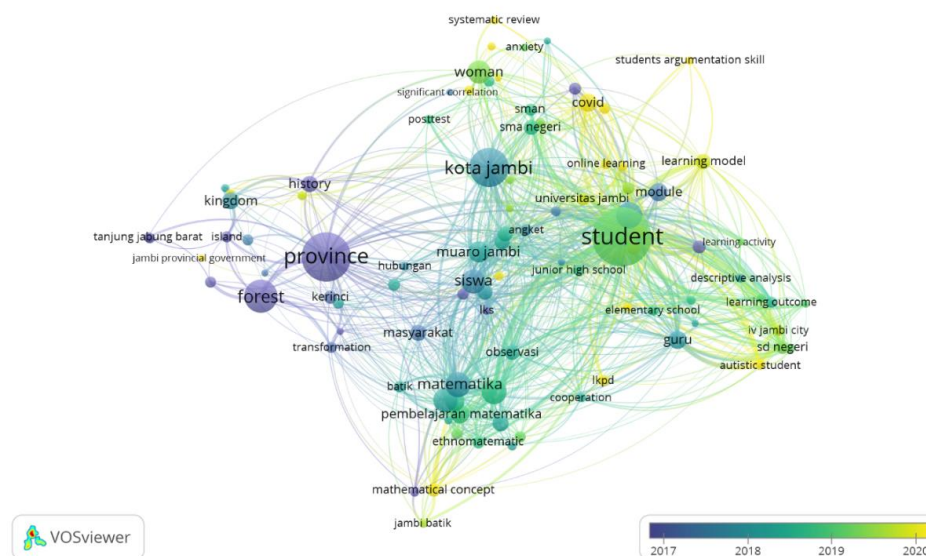 systematic review
anxiety
students argumentation skill
woman
significant correlation
covid
sman
posttest
sma negeri
kota jambi
online learning
learning model
history
universitas jambi
module
kingdom
tanjung jabung barat
island
angket
student
learning activity
jambi provincial government
province
muaro jambi
hubungan
junior high school
descriptive analysis
siswa
forest
kerinci
lks
elementary school
learning outcome
transformation
masyarakat
guru
iv jambi city
sd negeri
observasi
autistic student
batik
matematika
lkpd
cooperation
pembelajaran matematika
ethnomatematic
mathematical concept
jambi batik
VOSviewer
2017 2018 2019 2020